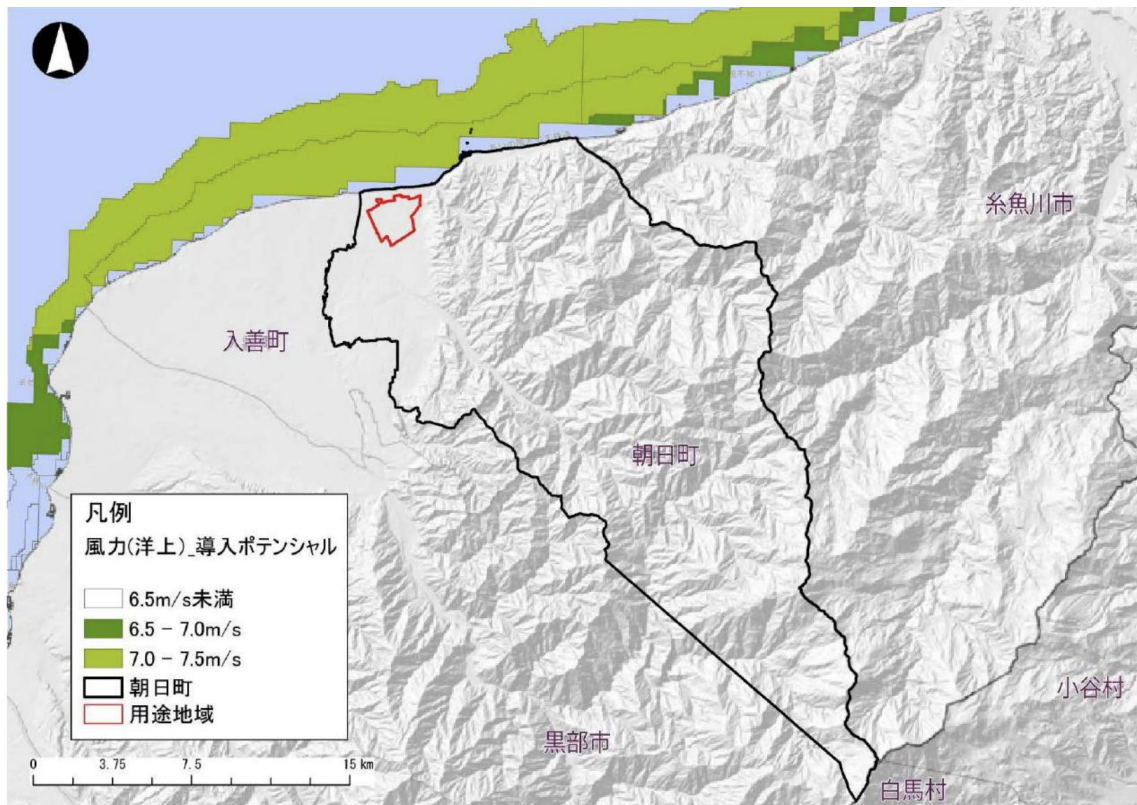 糸魚川市
入善町
朝日町
凡例
風力(洋上)_導入ポテンシャル
6.5m/s未満
6.5 - 7.0m/s
7.0 - 7.5m/s
朝日町
用途地域
小谷村
黒部市
白馬村
0 3.75 7.5 15 km